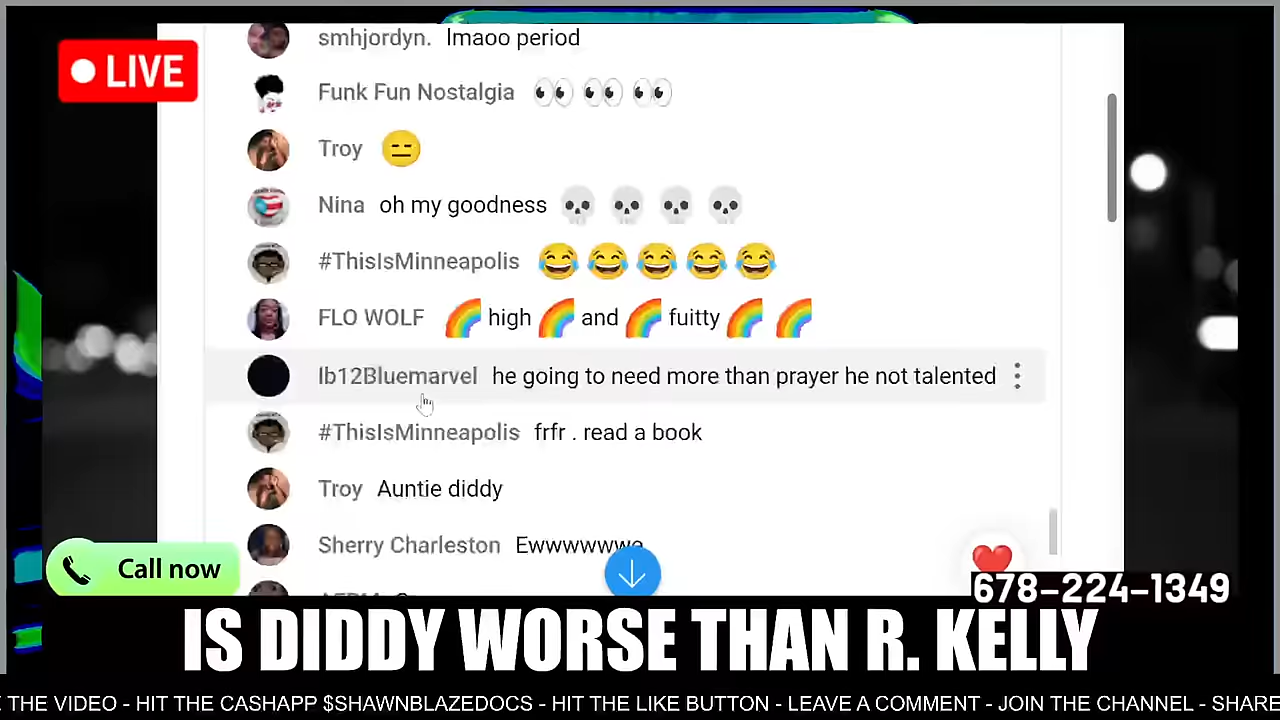 smhjordyn. lmaoo period
LIVE
Funk Fun Nostalgia 👀 👀 👀
Troy 😑
Nina oh my goodness 💀 💀 💀 💀
#ThisIsMinneapolis 😂 😂 😂 😂 😂
FLO WOLF 🌈 high 🌈 and 🌈 fuitty 🌈 🌈
lb12Bluemarvel he going to need more than prayer he not talented
#ThisIsMinneapolis frfr . read a book
Troy Auntie diddy
Sherry Charleston Ewwwwwwe
Call now
678-224-1349
IS DIDDY WORSE THAN R. KELLY
THE VIDEO - HIT THE CASHAPP $SHAWNBLAZEDOCS - HIT THE LIKE BUTTON - LEAVE A COMMENT - JOIN THE CHANNEL - SHARE